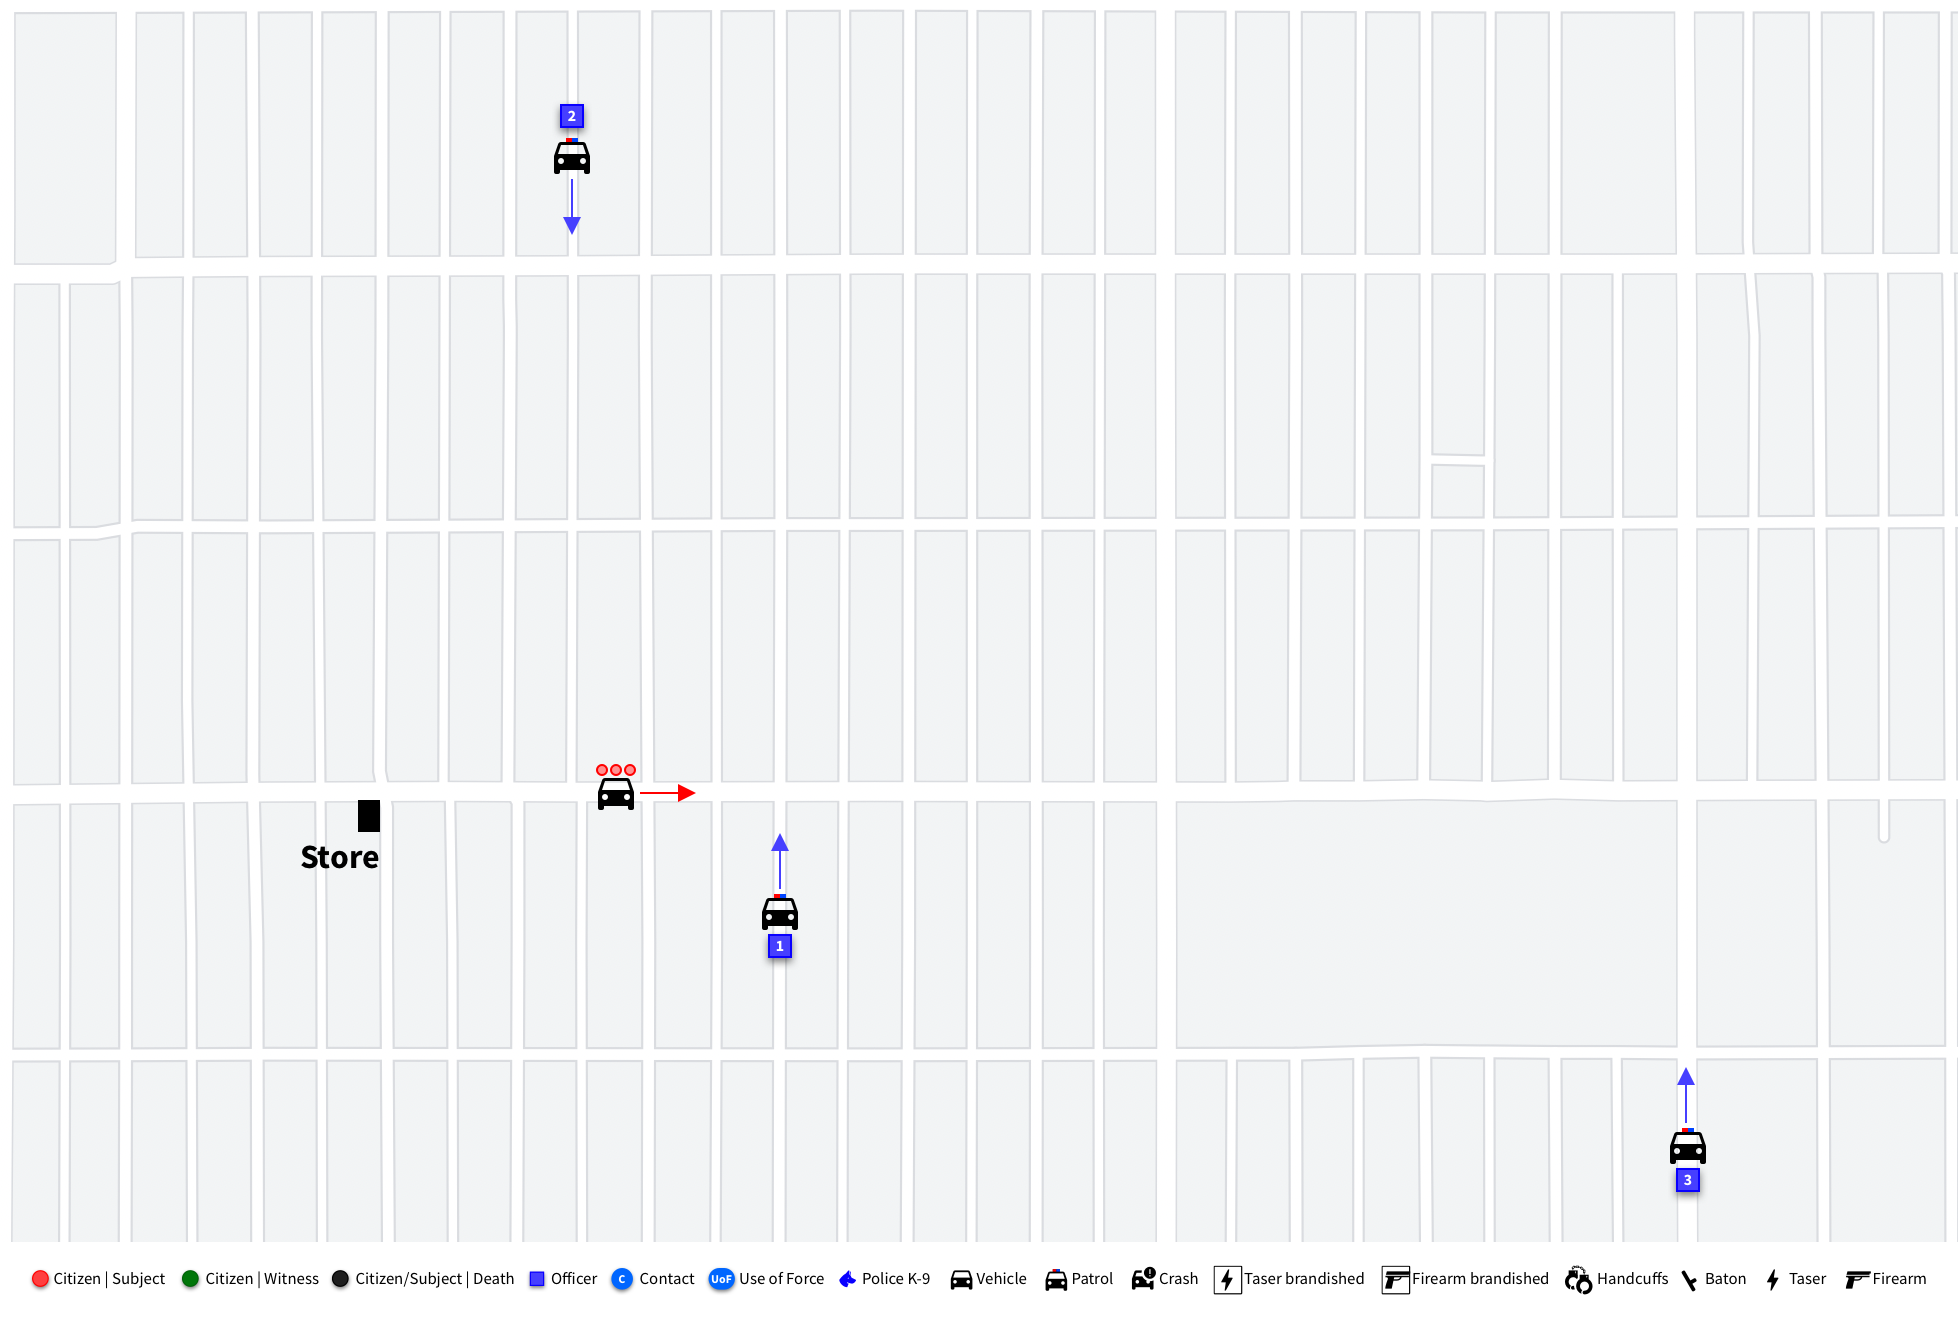 2
Store
1
3
Citizen | Subject Citizen | Witness Citizen/Subject | Death Officer C Contact UoF Use of Force Police K-9 Vehicle Patrol ! Crash Taser brandished Firearm brandished Handcuffs Baton Taser Firearm